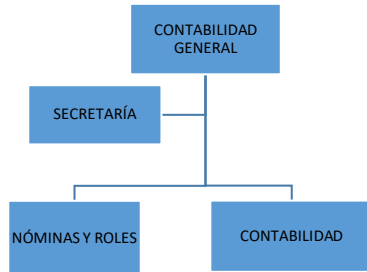 CONTABILIDAD
GENERAL
SECRETARÍA
NÓMINAS Y ROLES
CONTABILIDAD